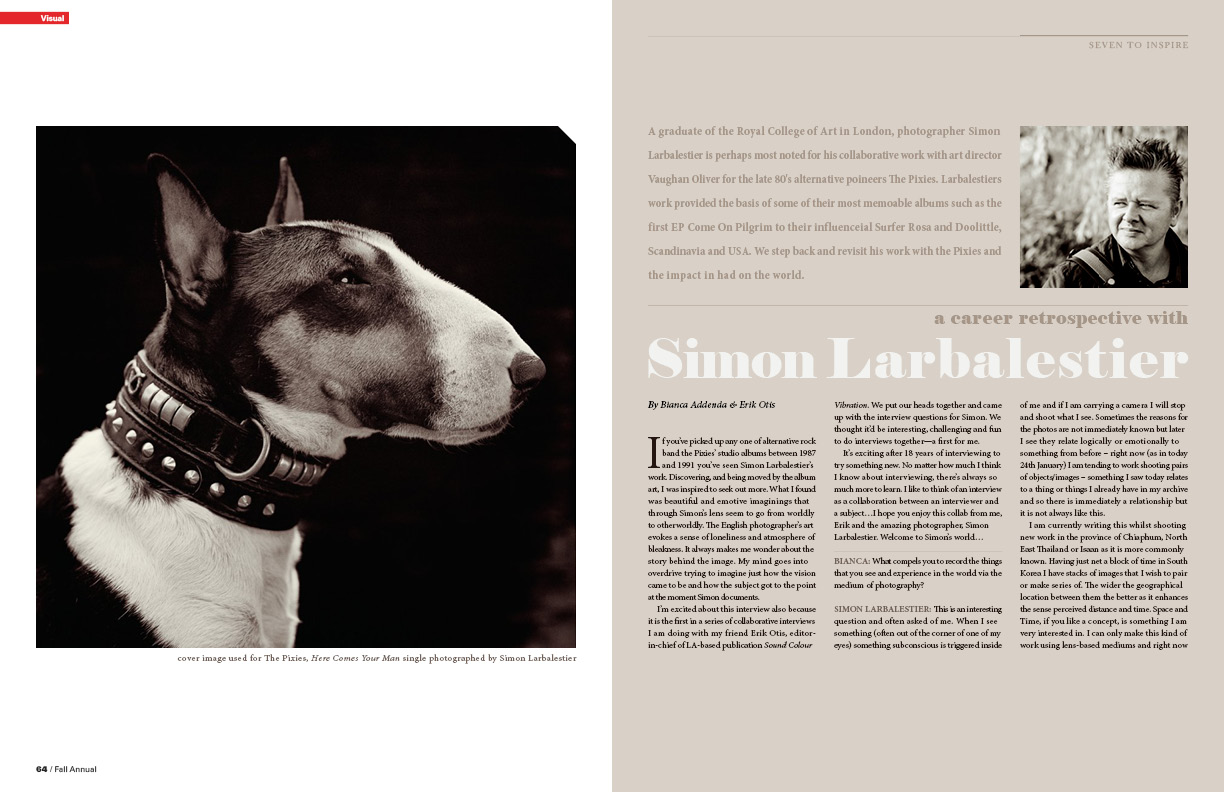 Visual
cover image used for The Pixies, Here Comes Your Man single photographed by Simon Larbalestier
64 / Fall Annual
SEVEN TO INSPIRE
A graduate of the Royal College of Art in London, photographer Simon
Larbalestier is perhaps most noted for his collaborative work with art director
Vaughan Oliver for the late 80's alternative poineers The Pixies. Larbalestiers
work provided the basis of some of their most memoable albums such as the
first EP Come On Pilgrim to their influenceial Surfer Rosa and Doolittle,
Scandinavia and USA. We step back and revisit his work with the Pixies and
the impact in had on the world.
a career retrospective with
Simon Larbalestier
By Bianca Addenda & Erik Otis
If you've picked up any one of alternative rock
band the Pixies' studio albums between 1987
and 1991 you've seen Simon Larbalestier's
work. Discovering, and being moved by the album
art, I was inspired to seek out more. What I found
was beautiful and emotive imaginings that
through Simon's lens seem to go from worldly
to otherworldly. The English photographer's art
evokes a sense of loneliness and atmosphere of
bleakness. It always makes me wonder about the
story behind the image. My mind goes into
overdrive trying to imagine just how the vision
came to be and how the subject got to the point
at the moment Simon documents.
I'm excited about this interview also because
it is the first in a series of collaborative interviews
I am doing with my friend Erik Otis, editor-
in-chief of LA-based publication Sound Colour
Vibration. We put our heads together and came
up with the interview questions for Simon. We
thought it'd be interesting, challenging and fun
to do interviews together—a first for me.
It's exciting after 18 years of interviewing to
try something new. No matter how much I think
I know about interviewing, there's always so
much more to learn. I like to think of an interview
as a collaboration between an interviewer and
a subject…I hope you enjoy this collab from me,
Erik and the amazing photographer, Simon
Larbalestier. Welcome to Simon's world…
BIANCA: What compels you to record the things
that you see and experience in the world via the
medium of photography?
SIMON LARBALESTIER: This is an interesting
question and often asked of me. When I see
something (often out of the corner of one of my
eyes) something subconscious is triggered inside
of me and if I am carrying a camera I will stop
and shoot what I see. Sometimes the reasons for
the photos are not immediately known but later
I see they relate logically or emotionally to
something from before – right now (as in today
24th January) I am tending to work shooting pairs
of objects/images – something I saw today relates
to a thing or things I already have in my archive
and so there is immediately a relationship but
it is not always like this.
I am currently writing this whilst shooting
new work in the province of Chiaphum, North
East Thailand or Isaan as it is more commonly
known. Having just net a block of time in South
Korea I have stacks of images that I wish to pair
or make series of. The wider the geographical
location between them the better as it enhances
the sense perceived distance and time. Space and
Time, if you like a concept, is something I am
very interested in. I can only make this kind of
work using lens-based mediums and right now